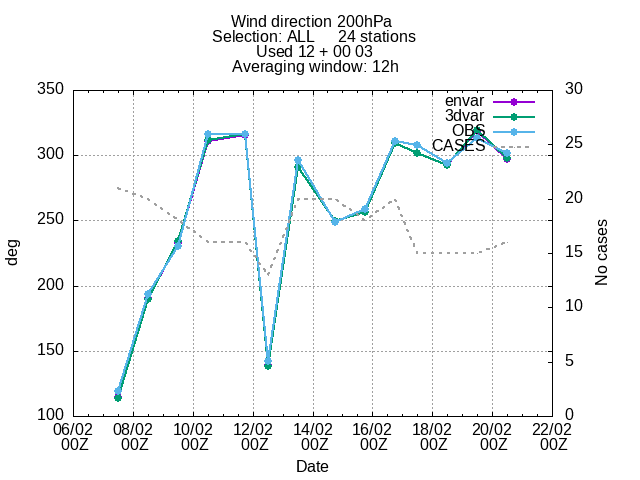 Wind direction 200hPa
Selection: ALL 24 stations
Used 12 + 00 03
Averaging window: 12h
350 30
envar
3dvar
OBS
CASES
300 25
250 20
200 15
150 10
100 5
0
deg
No cases
06/02 08/02 10/02 12/02 14/02 16/02 18/02 20/02 22/02
00Z 00Z 00Z 00Z 00Z 00Z 00Z 00Z 00Z
Date